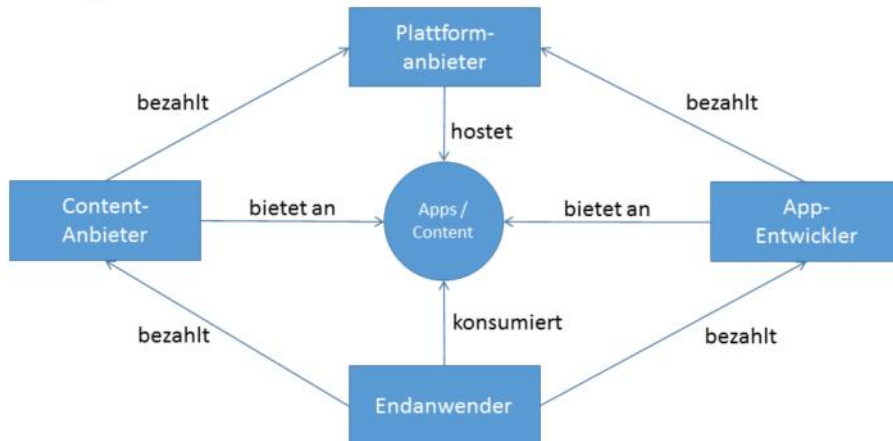 Plattform-
anbieter
bezahlt
bezahlt
hostet
Content-
Anbieter
bietet an
Apps /
Content
bietet an
App-
Entwickler
bezahlt
konsumiert
bezahlt
Endanwender